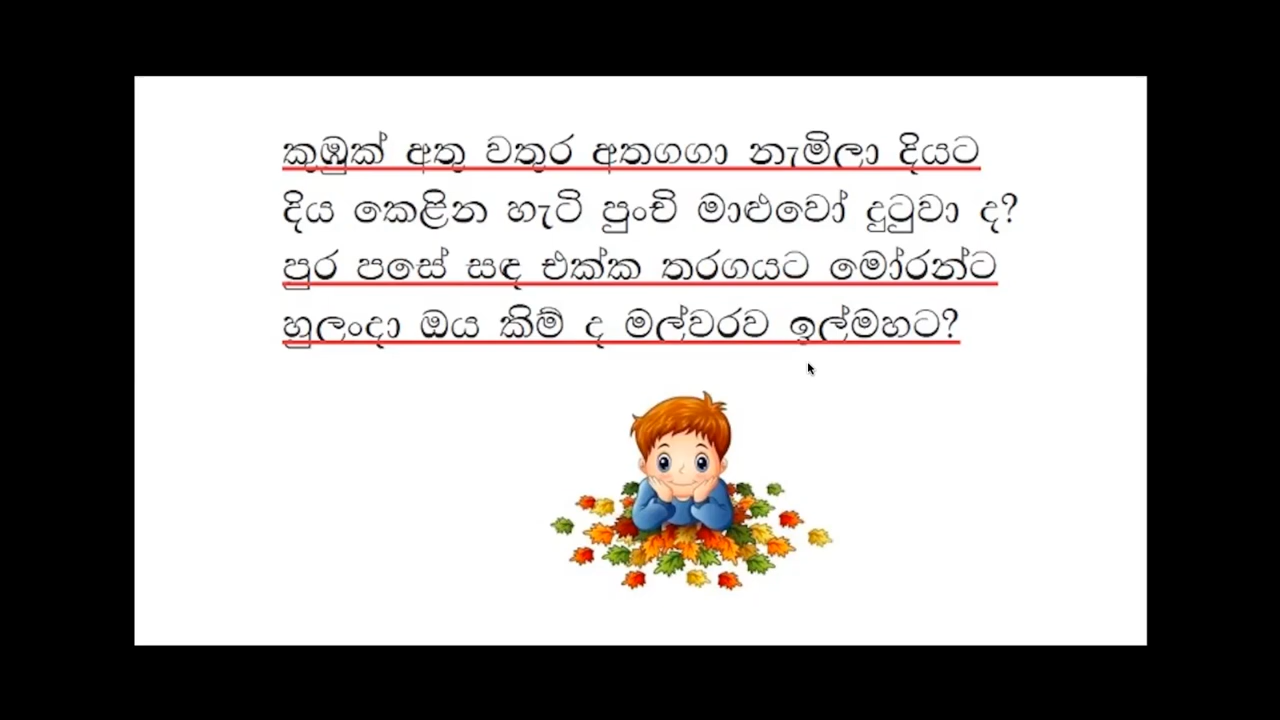 කුඹුක් අතු වතුර අතගගා නැමිලා දියට
දිය කෙළින හැටි පුංචි මාළුවෝ දුටුවා ද?
පුර පසේ සඳ එක්ක තරගයට මෝරන්ට
හුලංදා ඔය කිම් ද මල්වරව ඉල්මහට?